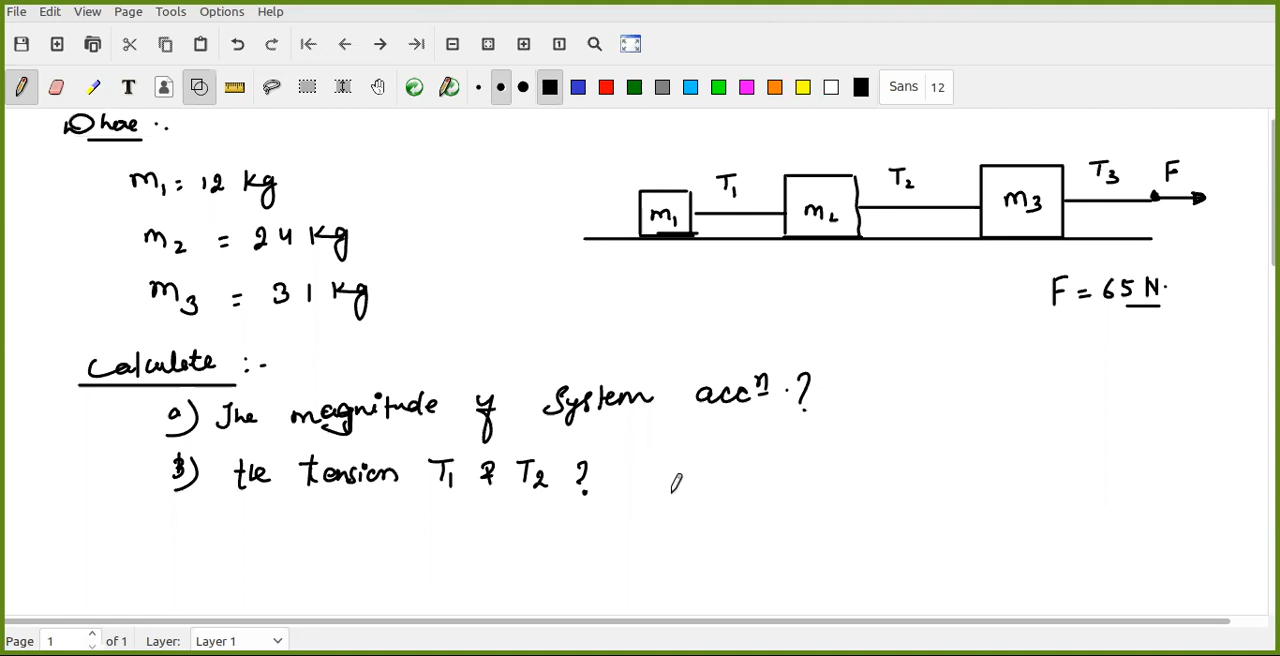 File Edit View Page Tools Options Help
Sans 12
m1 = 12 kg
m2 = 24 kg
m3 = 31 kg
T1 T2 T3 F
m1 m2 m3
F = 65 N.
Calculate :-
a) The magnitude of System accn. ?
b) the tension T1 & T2 ?
Page 1 of 1 Layer: Layer 1